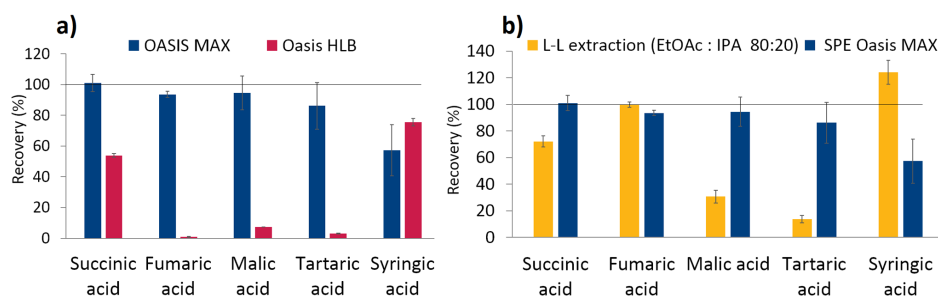 a)
OASIS MAX Oasis HLB
Recovery (%)
120
100
80
60
40
20
0
Succinic acid
Fumaric acid
Malic acid
Tartaric acid
Syringic acid
b)
L-L extraction (EtOAc : IPA 80:20) SPE Oasis MAX
Recovery (%)
140
120
100
80
60
40
20
0
Succinic acid
Fumaric acid
Malic acid
Tartaric acid
Syringic acid